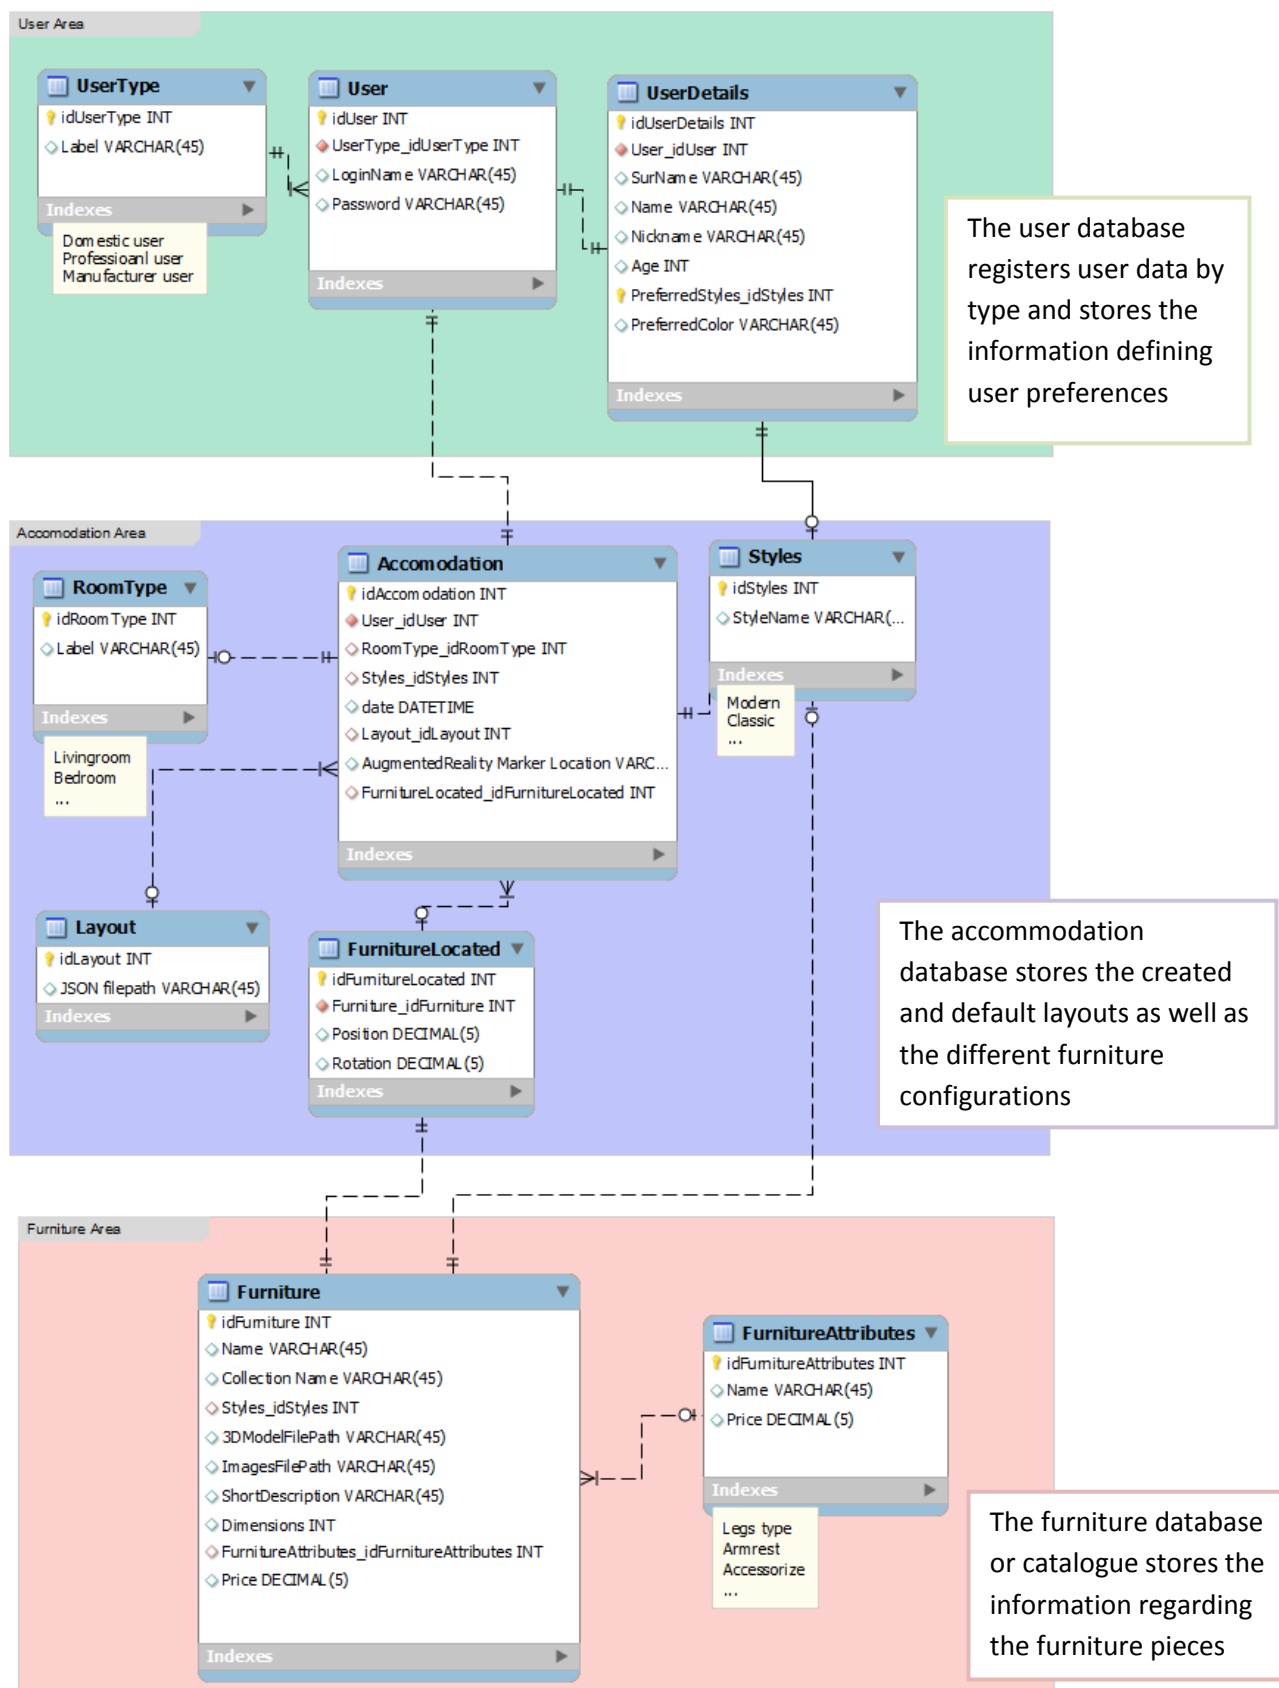 User Area
UserType
idUserType INT
Label VARCHAR(45)
Indexes
Domestic user
Professioanl user
Manufacturer user
User
idUser INT
UserType_idUserType INT
LoginName VARCHAR(45)
Password VARCHAR(45)
Indexes
UserDetails
idUserDetails INT
User_idUser INT
SurName VARCHAR(45)
Name VARCHAR(45)
Nickname VARCHAR(45)
Age INT
PreferredStyles_idStyles INT
PreferredColor VARCHAR(45)
Indexes
The user database
registers user data by
type and stores the
information defining
user preferences
Accomodation Area
RoomType
idRoomType INT
Label VARCHAR(45)
Indexes
Livingroom
Bedroom
...
Accomodation
idAccomodation INT
User_idUser INT
RoomType_idRoomType INT
Styles_idStyles INT
date DATETIME
Layout_idLayout INT
AugmentedReality Marker Location VARC...
FurnitureLocated_idFurnitureLocated INT
Indexes
Styles
idStyles INT
StyleName VARCHAR(...
Indexes
Modern
Classic
...
Layout
idLayout INT
JSON filepath VARCHAR(45)
Indexes
FurnitureLocated
idFurnitureLocated INT
Furniture_idFurniture INT
Position DECIMAL(5)
Rotation DECIMAL(5)
Indexes
The accommodation
database stores the created
and default layouts as well as
the different furniture
configurations
Furniture Area
Furniture
idFurniture INT
Name VARCHAR(45)
Collection Name VARCHAR(45)
Styles_idStyles INT
3DModelFilePath VARCHAR(45)
ImagesFilePath VARCHAR(45)
ShortDescription VARCHAR(45)
Dimensions INT
FurnitureAttributes_idFurnitureAttributes INT
Price DECIMAL(5)
Indexes
FurnitureAttributes
idFurnitureAttributes INT
Name VARCHAR(45)
Price DECIMAL(5)
Indexes
Legs type
Armrest
Accessorize
...
The furniture database
or catalogue stores the
information regarding
the furniture pieces